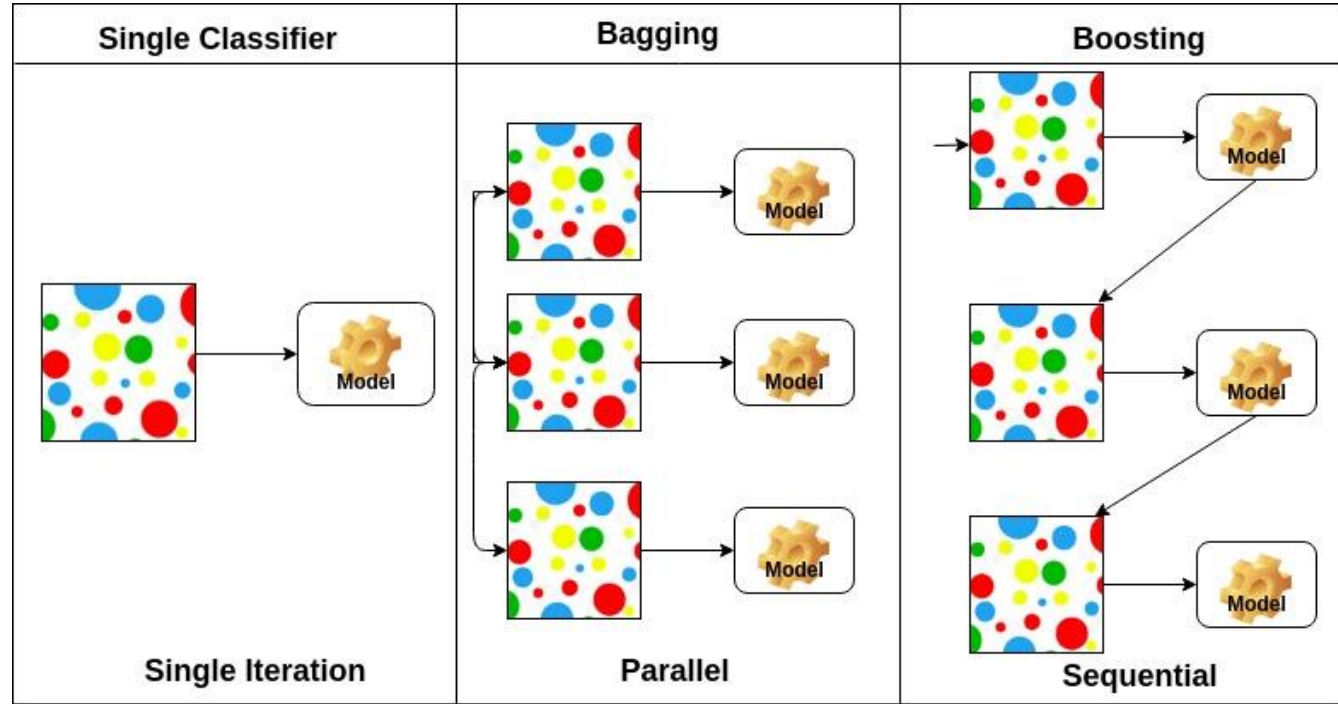 Single Classifier
Bagging
Boosting
Model
Model
Model
Model
Model
Model
Model
Single Iteration
Parallel
Sequential